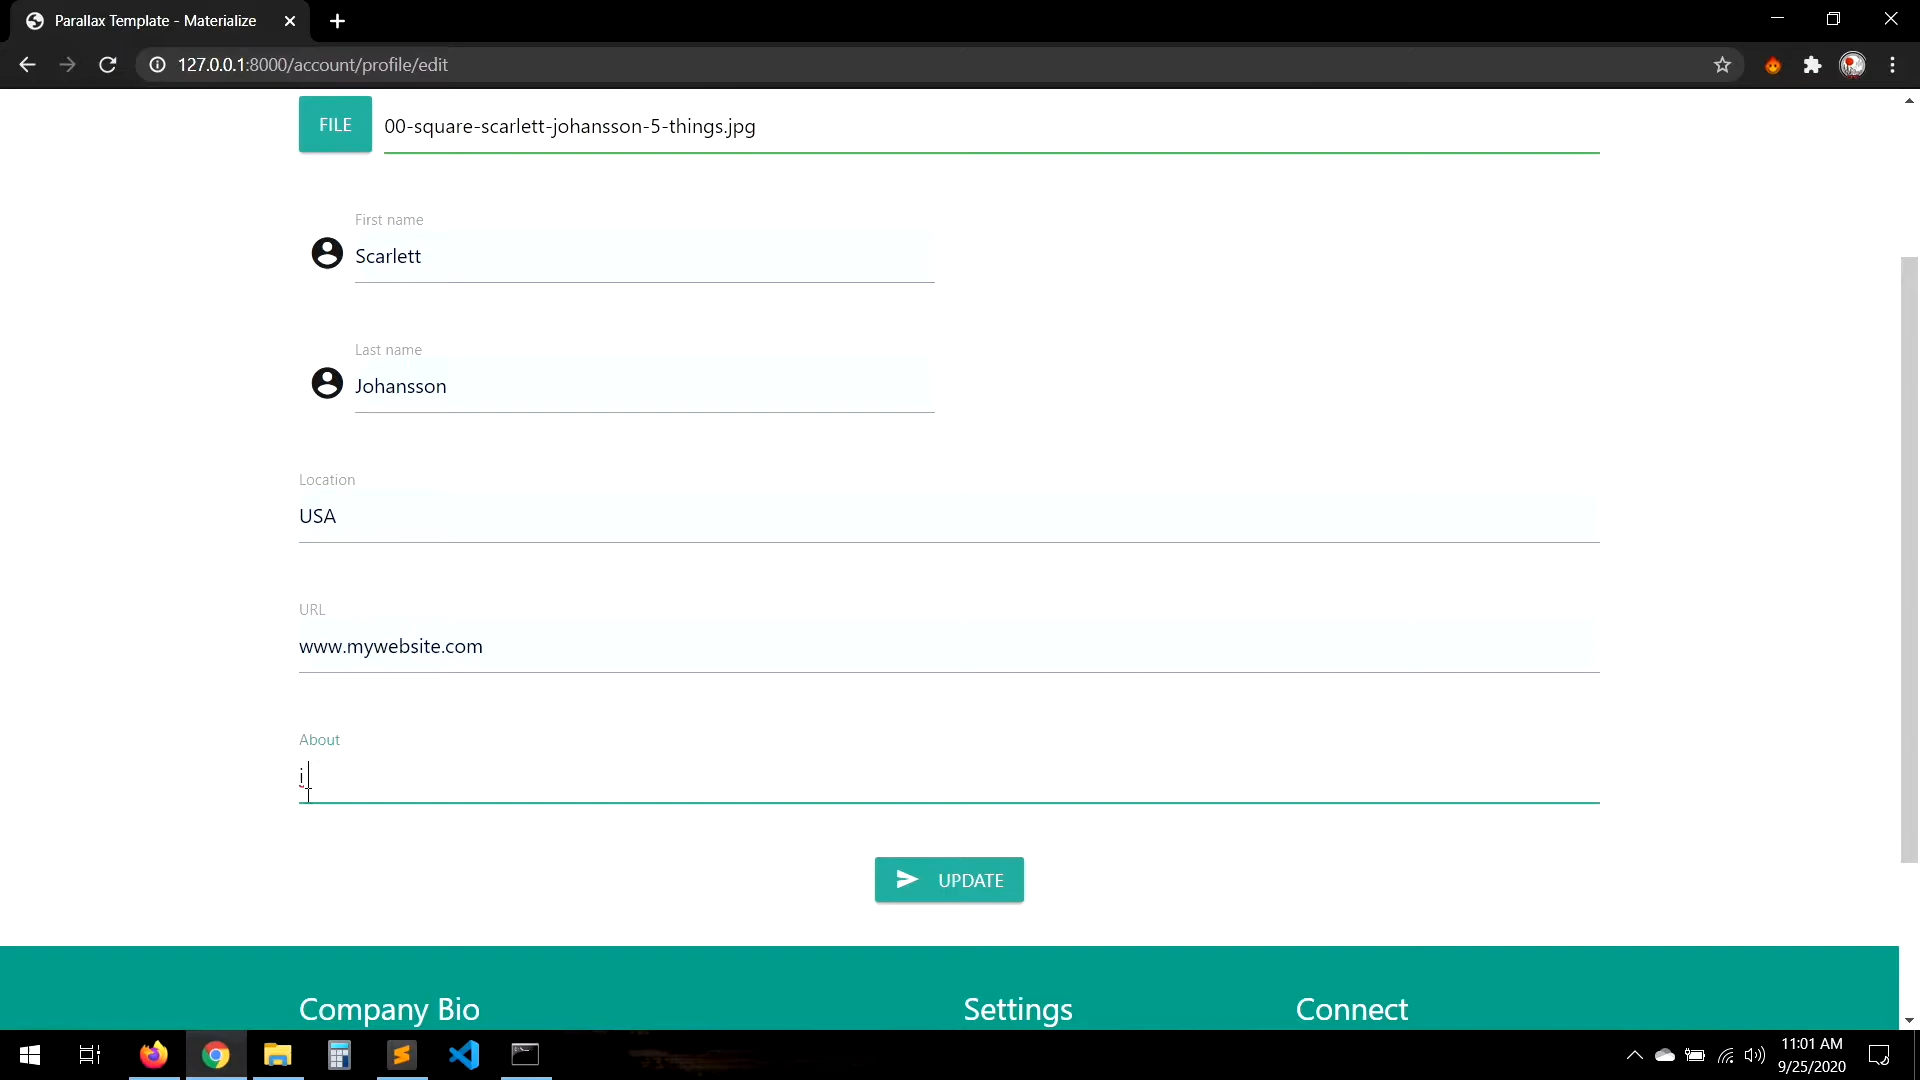 Parallax Template - Materialize
127.0.0.1:8000/account/profile/edit
FILE
00-square-scarlett-johansson-5-things.jpg
First name
Scarlett
Last name
Johansson
Location
USA
URL
www.mywebsite.com
About
i
UPDATE
Company Bio
Settings
Connect
11:01 AM
9/25/2020